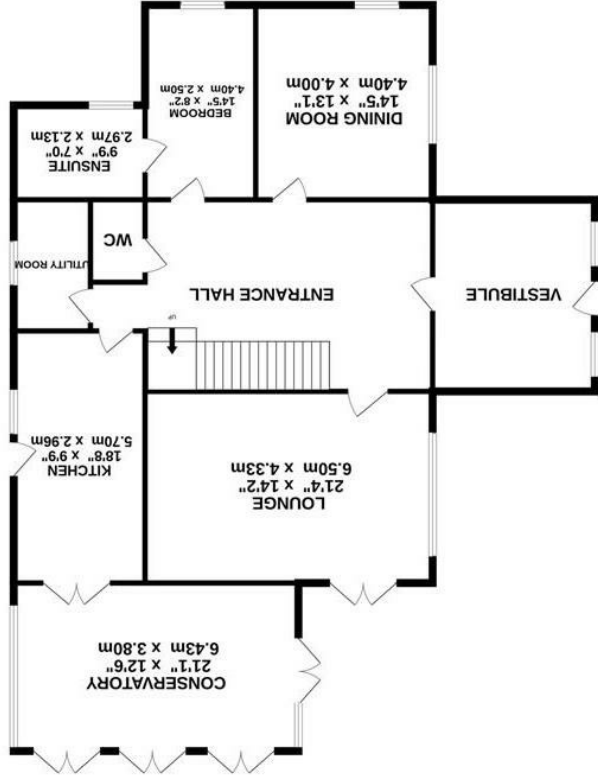 CONSERVATORY
21'1" x 12'6"
6.43m x 3.80m
LOUNGE
21'4" x 14'2"
6.50m x 4.33m
KITCHEN
18'8" x 9'9"
5.70m x 2.96m
UP
VESTIBULE
ENTRANCE HALL
UTILITY ROOM
WC
ENSUITE
9'9" x 7'0"
2.97m x 2.13m
DINING ROOM
14'5" x 13'1"
4.40m x 4.00m
BEDROOM
14'5" x 8'2"
4.40m x 2.50m